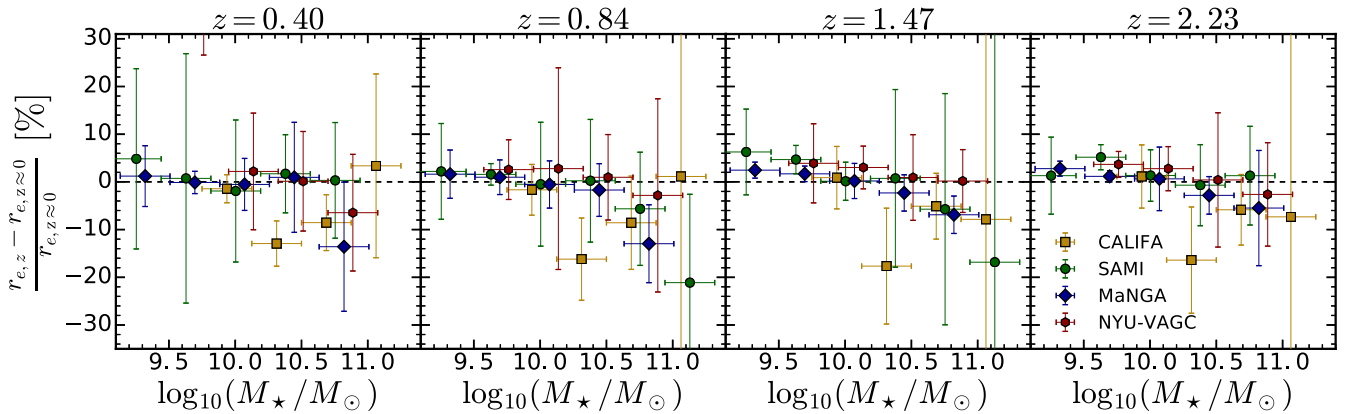 z = 0.40 z = 0.84 z = 1.47 z = 2.23
30
20
10
0
−10
−20
−30
(r_{e,z} − r_{e,z≈0}) / r_{e,z≈0} [%]
CALIFA
SAMI
MaNGA
NYU-VAGC
9.5 10.0 10.5 11.0 9.5 10.0 10.5 11.0 9.5 10.0 10.5 11.0 9.5 10.0 10.5 11.0
log₁₀(M⋆/M⊙) log₁₀(M⋆/M⊙) log₁₀(M⋆/M⊙) log₁₀(M⋆/M⊙)